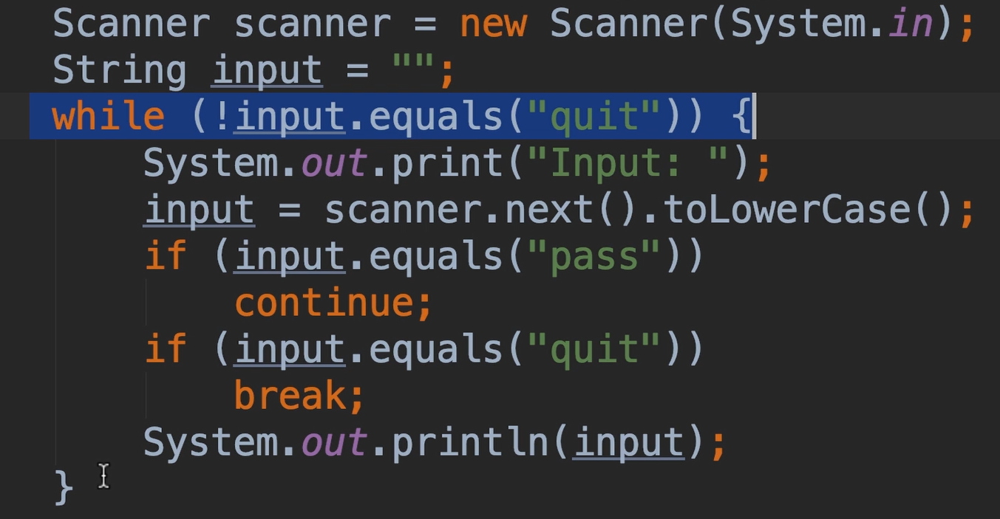 Scanner scanner = new Scanner(System.in);
String input = "";
while (!input.equals("quit")) {
    System.out.print("Input: ");
    input = scanner.next().toLowerCase();
    if (input.equals("pass"))
        continue;
    if (input.equals("quit"))
        break;
    System.out.println(input);
}